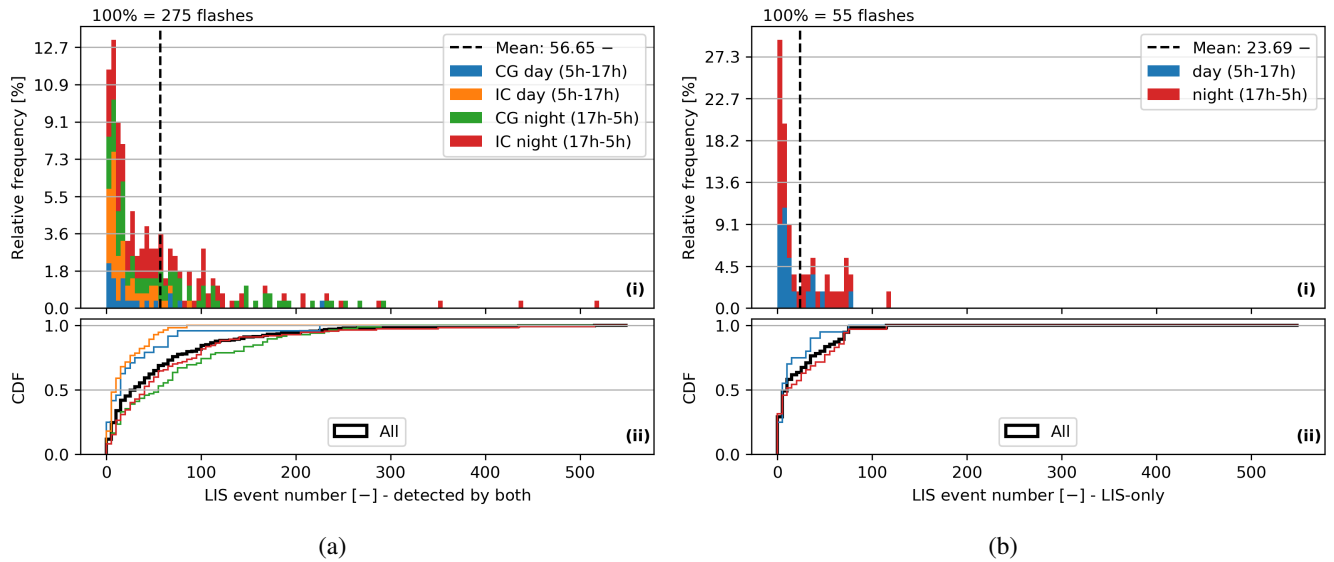 100% = 275 flashes
Relative frequency [%]
12.7
10.9
9.1
7.3
5.5
3.6
1.8
0.0
Mean: 56.65 −
CG day (5h-17h)
IC day (5h-17h)
CG night (17h-5h)
IC night (17h-5h)
(i)
CDF
1.0
0.5
0.0
All
(ii)
0 100 200 300 400 500
LIS event number [−] - detected by both
(a)
100% = 55 flashes
Relative frequency [%]
27.3
22.7
18.2
13.6
9.1
4.5
0.0
Mean: 23.69 −
day (5h-17h)
night (17h-5h)
(i)
CDF
1.0
0.5
0.0
All
(ii)
0 100 200 300 400 500
LIS event number [−] - LIS-only
(b)